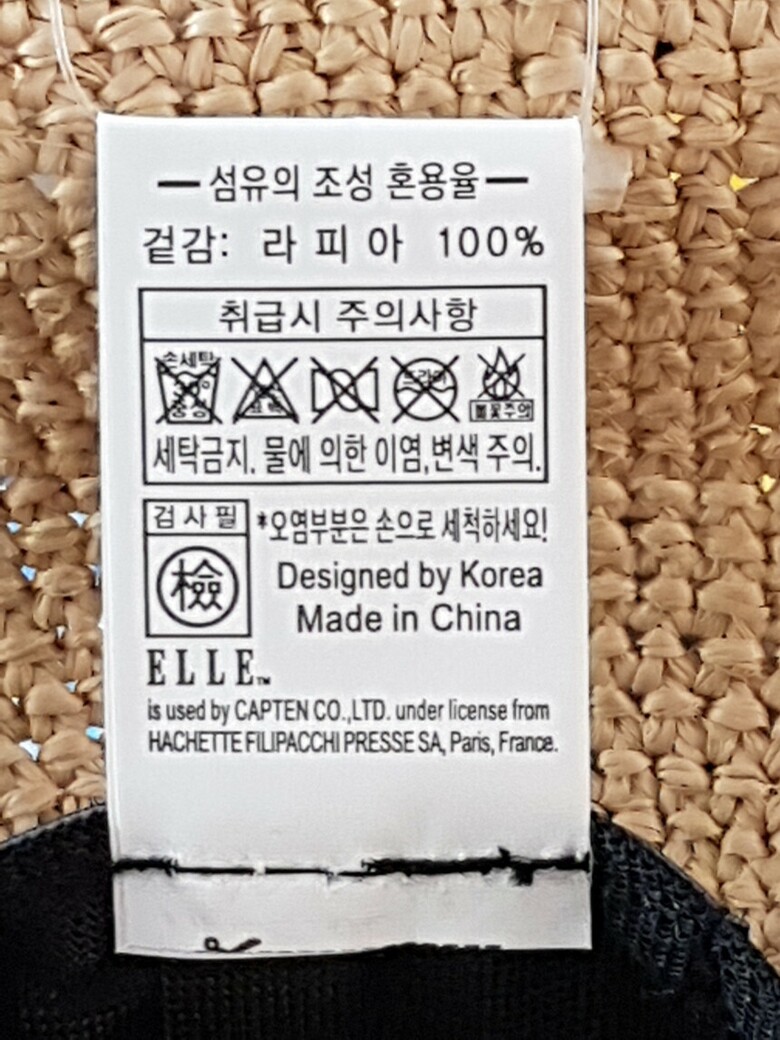 섬유의 조성 혼용율
겉감: 라 피 아 100%
취급시 주의사항
손세탁
30°
중성
표백
드라이
불꽃주의
세탁금지. 물에 의한 이염,변색 주의.
검 사 필
*오염부분은 손으로 세척하세요!
檢
Designed by Korea
Made in China
ELLE™
is used by CAPTEN CO.,LTD. under license from
HACHETTE FILIPACCHI PRESSE SA, Paris, France.